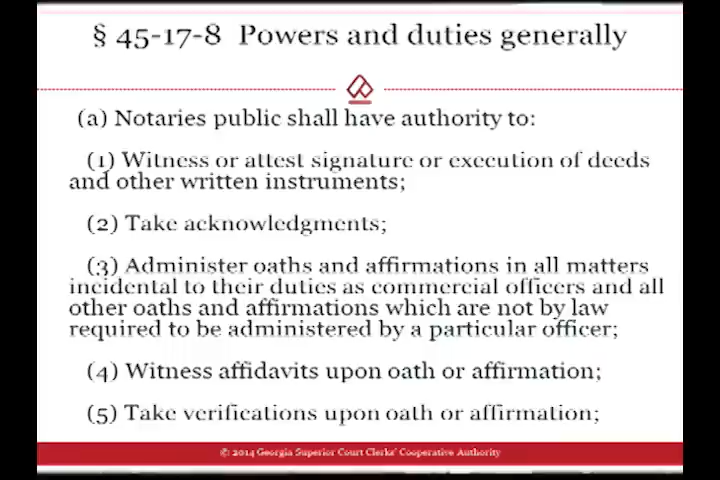 § 45-17-8 Powers and duties generally
(a) Notaries public shall have authority to:
(1) Witness or attest signature or execution of deeds
and other written instruments;
(2) Take acknowledgments;
(3) Administer oaths and affirmations in all matters
incidental to their duties as commercial officers and all
other oaths and affirmations which are not by law
required to be administered by a particular officer;
(4) Witness affidavits upon oath or affirmation;
(5) Take verifications upon oath or affirmation;
© 2014 Georgia Superior Court Clerks' Cooperative Authority